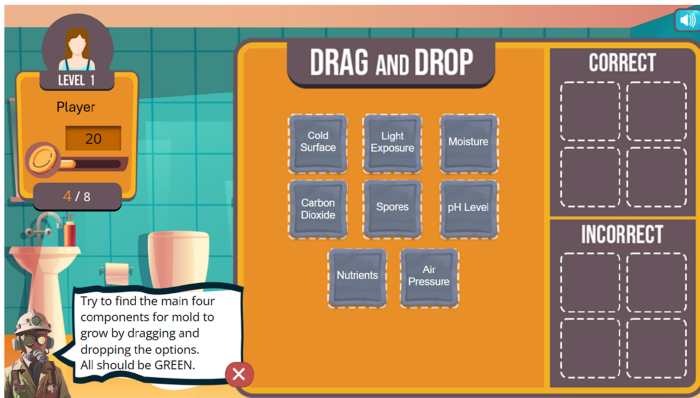 DRAG AND DROP
CORRECT
LEVEL 1
Player
20
4 / 8
Cold
Surface
Light
Exposure
Moisture
Carbon
Dioxide
Spores
pH Level
Nutrients
Air
Pressure
INCORRECT
Try to find the main four
components for mold to
grow by dragging and
dropping the options.
All should be GREEN.